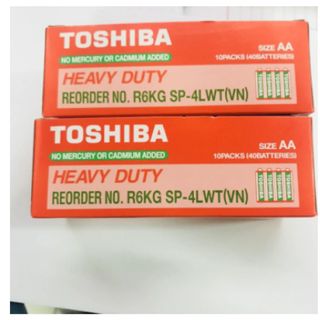 TOSHIBA
SIZE AA
NO MERCURY OR CADMIUM ADDED
10PACKS (40BATTERIES)
HEAVY DUTY
REORDER NO. R6KG SP-4LWT(VN)
TOSHIBA
SIZE AA
NO MERCURY OR CADMIUM ADDED
10PACKS (40BATTERIES)
HEAVY DUTY
REORDER NO. R6KG SP-4LWT(VN)